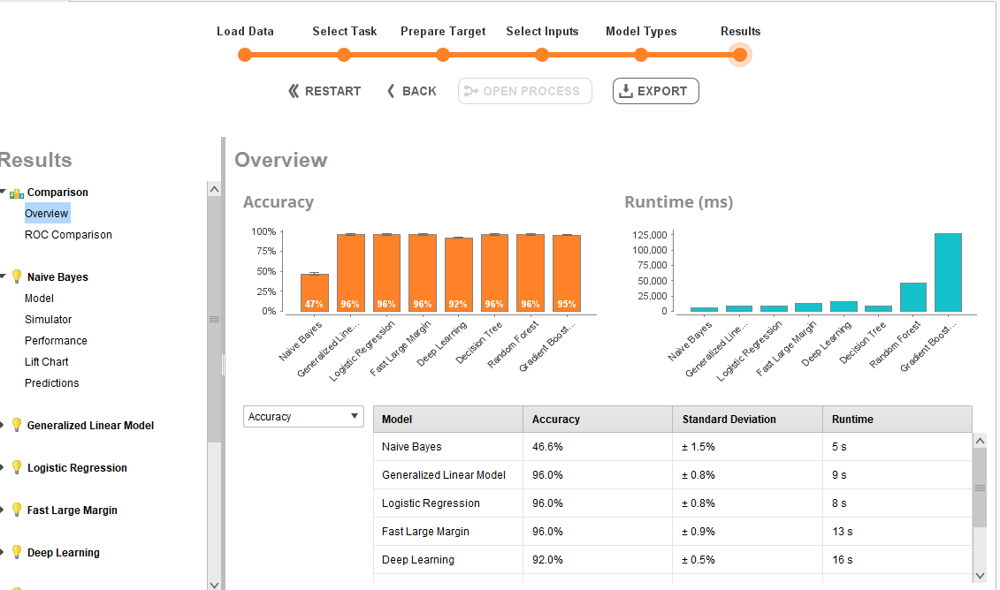 Load Data Select Task Prepare Target Select Inputs Model Types Results
RESTART BACK OPEN PROCESS EXPORT
Results
Comparison
Overview
ROC Comparison
Naive Bayes
Model
Simulator
Performance
Lift Chart
Predictions
Generalized Linear Model
Logistic Regression
Fast Large Margin
Deep Learning
Overview
Accuracy
100%
75%
50%
25%
0%
47% 96% 96% 96% 92% 96% 96% 95%
Naive Bayes
Generalized Line...
Logistic Regression
Fast Large Margin
Deep Learning
Decision Tree
Random Forest
Gradient Boost...
Runtime (ms)
125,000
100,000
75,000
50,000
25,000
0
Naive Bayes
Generalized Line...
Logistic Regression
Fast Large Margin
Deep Learning
Decision Tree
Random Forest
Gradient Boost...
Accuracy
Model Accuracy Standard Deviation Runtime
Naive Bayes 46.6% ± 1.5% 5 s
Generalized Linear Model 96.0% ± 0.8% 9 s
Logistic Regression 96.0% ± 0.8% 8 s
Fast Large Margin 96.0% ± 0.9% 13 s
Deep Learning 92.0% ± 0.5% 16 s